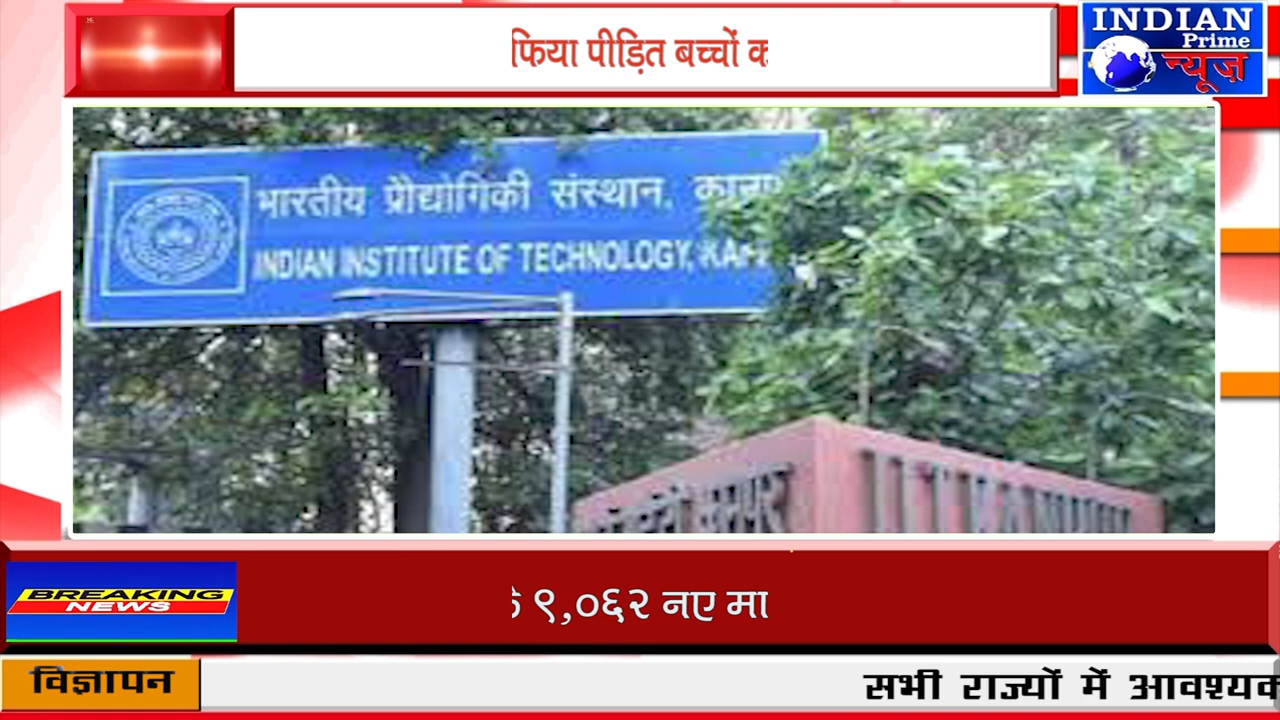 फिया पीड़ित बच्चों क
INDIAN
Prime
न्यूज़
भारतीय प्रौद्योगिकी संस्थान,
INDIAN INSTITUTE OF TECHNOLOGY,
BREAKING
NEWS
९,०६२ नए मा
विज्ञापन
सभी राज्यों में आवश्यक